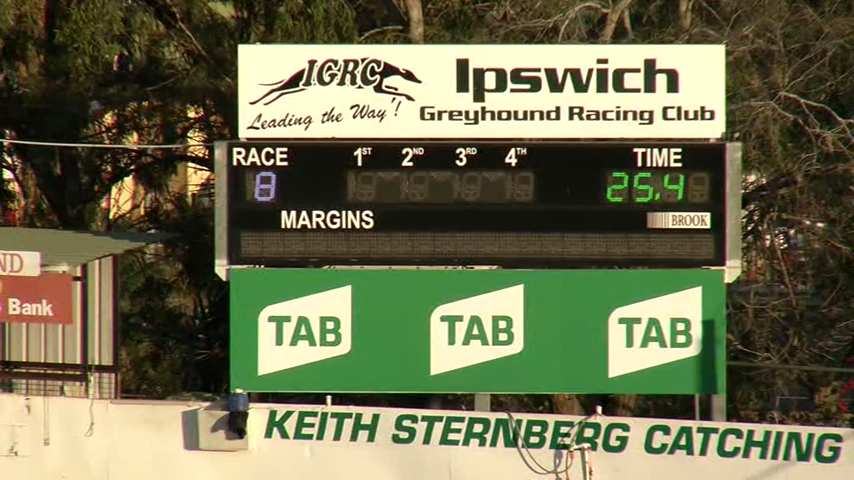 IGRC
Leading the Way'!
Ipswich
Greyhound Racing Club
RACE 1ST 2ND 3RD 4TH TIME
8 25.4
MARGINS BROOK
TAB TAB TAB
ND
Bank
KEITH STERNBERG CATCHING